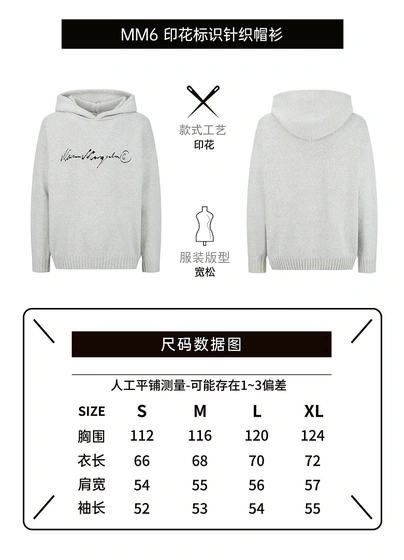 MM6 印花标识针织帽衫
款式工艺
印花
服装版型
宽松
尺码数据图
人工平铺测量-可能存在1~3偏差
SIZE S M L XL
胸围 112 116 120 124
衣长 66 68 70 72
肩宽 54 55 56 57
袖长 52 53 54 55